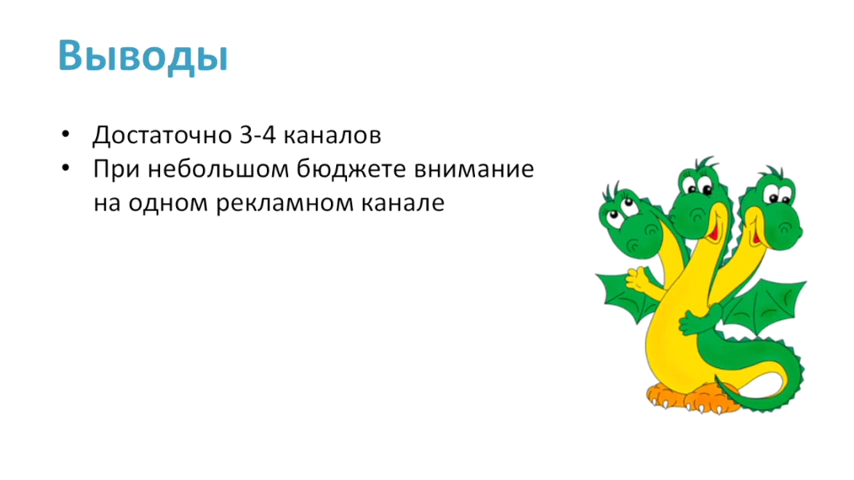 Выводы
• Достаточно 3-4 каналов
• При небольшом бюджете внимание
на одном рекламном канале